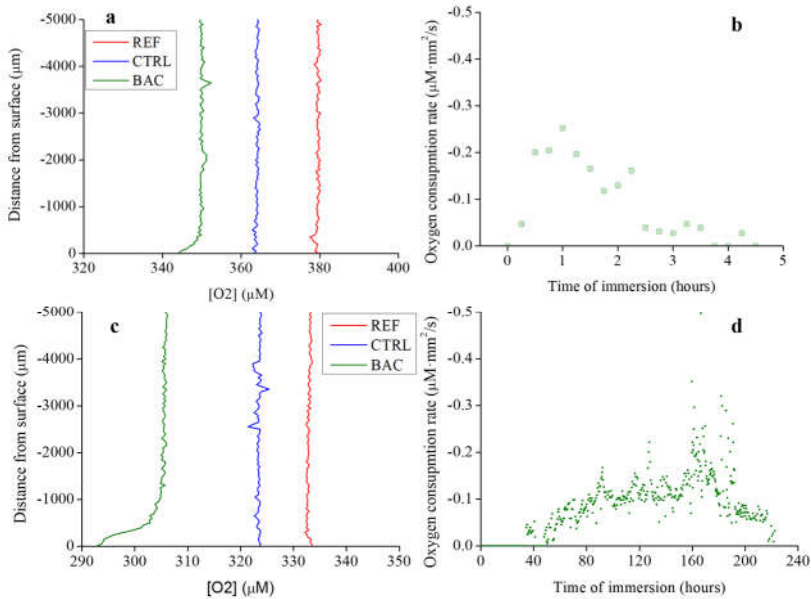 a
REF
CTRL
BAC
Distance from surface (μm)
-5000
-4000
-3000
-2000
-1000
0
320
340
360
380
400
[O2] (μM)
b
Oxygen consupmtion rate (μM·mm²/s)
-0.5
-0.4
-0.3
-0.2
-0.1
0.0
0
1
2
3
4
5
Time of immersion (hours)
c
REF
CTRL
BAC
Distance from surface (μm)
-5000
-4000
-3000
-2000
-1000
0
290
300
310
320
330
340
350
[O2] (μM)
d
Oxygen consupmtion rate (μM·mm²/s)
-0.5
-0.4
-0.3
-0.2
-0.1
-0.0
0
40
80
120
160
200
240
Time of immersion (hours)